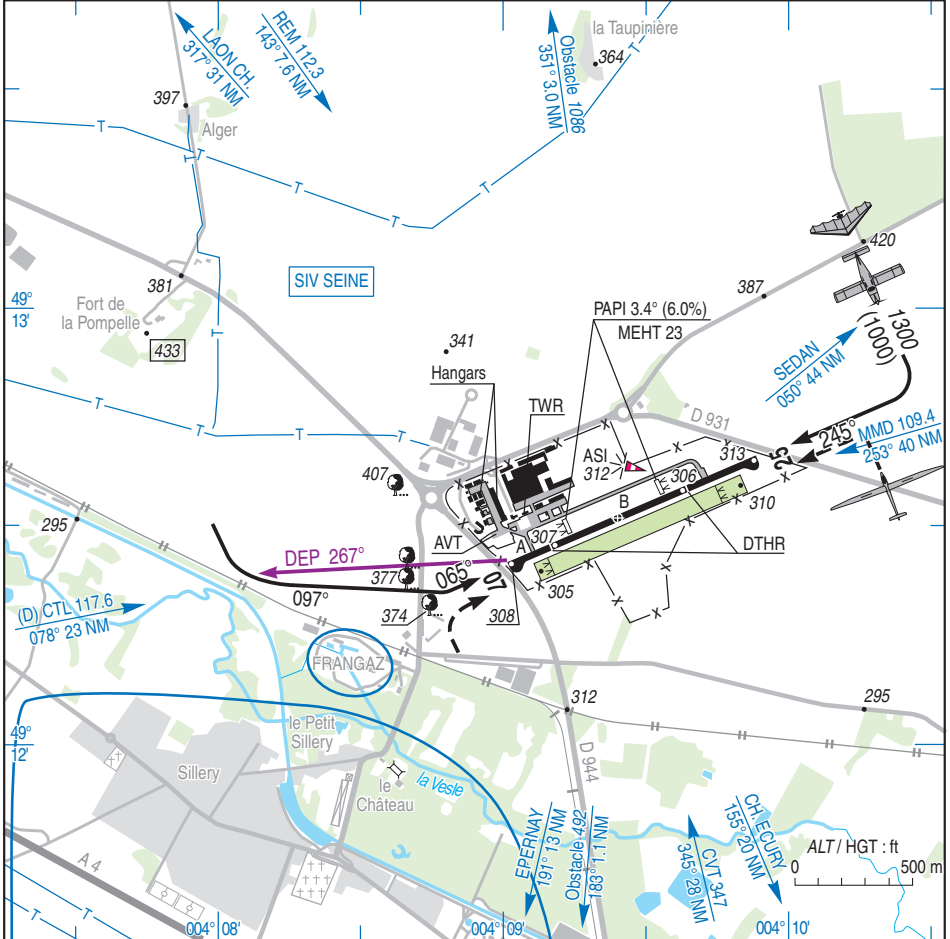 LAON CH.
317° 31 NM
REM 112.3
143° 7.6 NM
Obstacle 1086
351° 3.0 NM
la Taupinière
364
397
Alger
T
T
T
T
T
T
420
381
SIV SEINE
387
49°
13'
Fort de
la Pompelle
433
T
PAPI 3.4° (6.0%)
MEHT 23
1300
(1000)
341
SEDAN
050° 44 NM
Hangars
TWR
D 931
T
T
T
245°
MMD 109.4
253° 40 NM
25
ASI
312
313
306
407
310
B
295
AVT
A
307
DTHR
DEP 267°
377
065°
07
305
097°
374
308
(D) CTL 117.6
078° 23 NM
FRANGAZ
312
295
49°
12'
le Petit
Sillery
Sillery
D 944
la Vesle
le
Château
EPERNAY
191° 13 NM
Obstacle 492
183° 1.1 NM
CVT 347
345° 28 NM
CH. ECURY
155° 20 NM
ALT / HGT : ft
0 500 m
A 4
T
T
004° 08'
004° 09'
004° 10'